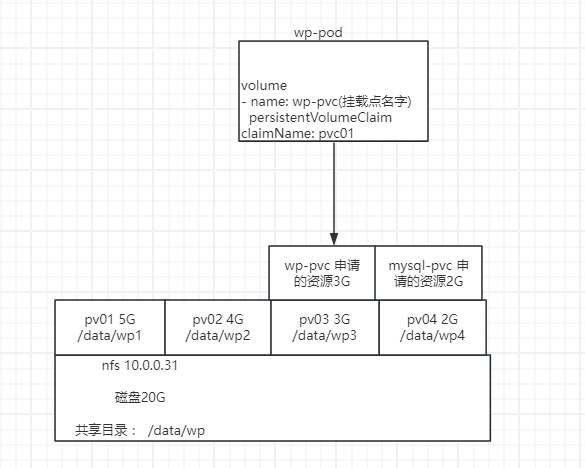 wp-pod
volume
- name: wp-pvc(挂载点名字)
persistentVolumeClaim
claimName: pvc01
wp-pvc 申请
的资源3G
mysql-pvc 申
请的资源2G
pv01 5G
/data/wp1
pv02 4G
/data/wp2
pv03 3G
/data/wp3
pv04 2G
/data/wp4
nfs 10.0.0.31
磁盘20G
共享目录： /data/wp